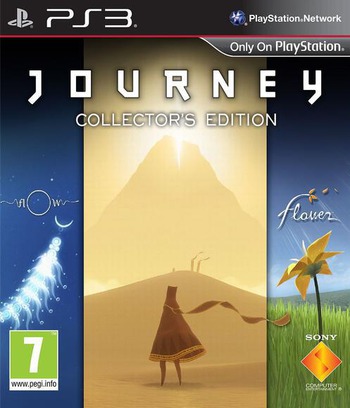 PS3
PlayStation®Network
Only On PlayStation®
JOURNEY
COLLECTOR'S EDITION
flOw
flower
7
www.pegi.info
SONY
COMPUTER
ENTERTAINMENT®